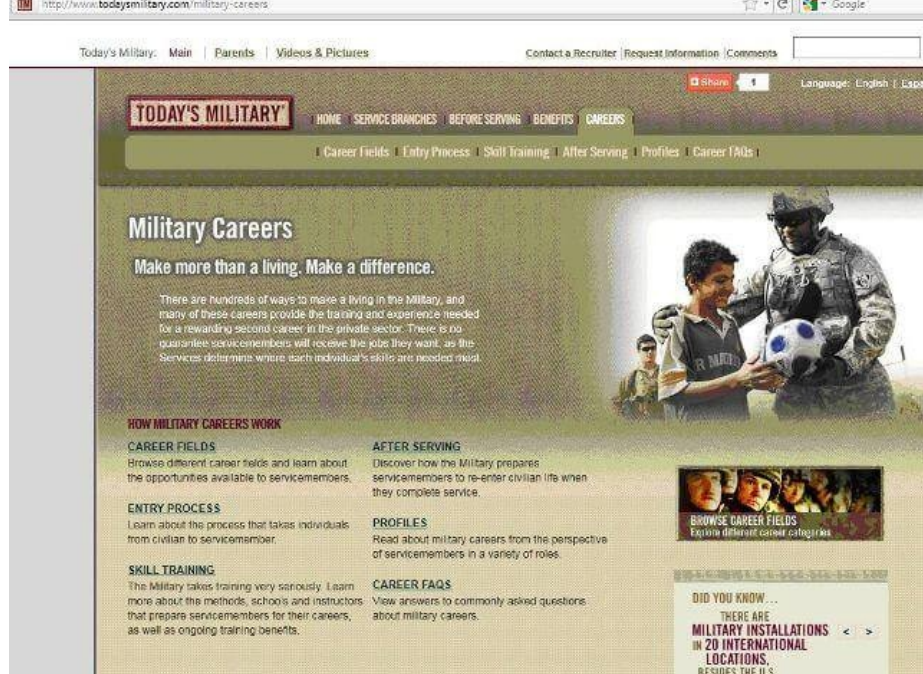 http://www.todaysmilitary.com/military-careers
Google
Today's Military: Main | Parents | Videos & Pictures
Contact a Recruiter | Request Information | Comments
Share 1
Language: English |
TODAY'S MILITARY
HOME | SERVICE BRANCHES | BEFORE SERVING | BENEFITS | CAREERS
Career Fields | Entry Process | Skill Training | After Serving | Profiles | Career FAQs
Military Careers
Make more than a living. Make a difference.
There are hundreds of ways to make a living in the Military, and
many of these careers provide the training and experience needed
for a rewarding second career in the private sector. There is no
guarantee servicemembers will receive the jobs they want, as the
Services determine where each individual's skills are needed most.
HOW MILITARY CAREERS WORK
CAREER FIELDS
Browse different career fields and learn about
the opportunities available to servicemembers.
ENTRY PROCESS
Learn about the process that takes individuals
from civilian to servicemember.
SKILL TRAINING
The Military takes training very seriously. Learn
more about the methods, schools and instructors
that prepare servicemembers for their careers,
as well as ongoing training benefits.
AFTER SERVING
Discover how the Military prepares
servicemembers to re-enter civilian life when
they complete service.
PROFILES
Read about military careers from the perspective
of servicemembers in a variety of roles.
CAREER FAQs
View answers to commonly asked questions
about military careers.
BROWSE CAREER FIELDS
Explore different career categories
DID YOU KNOW...
THERE ARE
MILITARY INSTALLATIONS
IN 20 INTERNATIONAL
LOCATIONS,
BESIDES THE U.S.